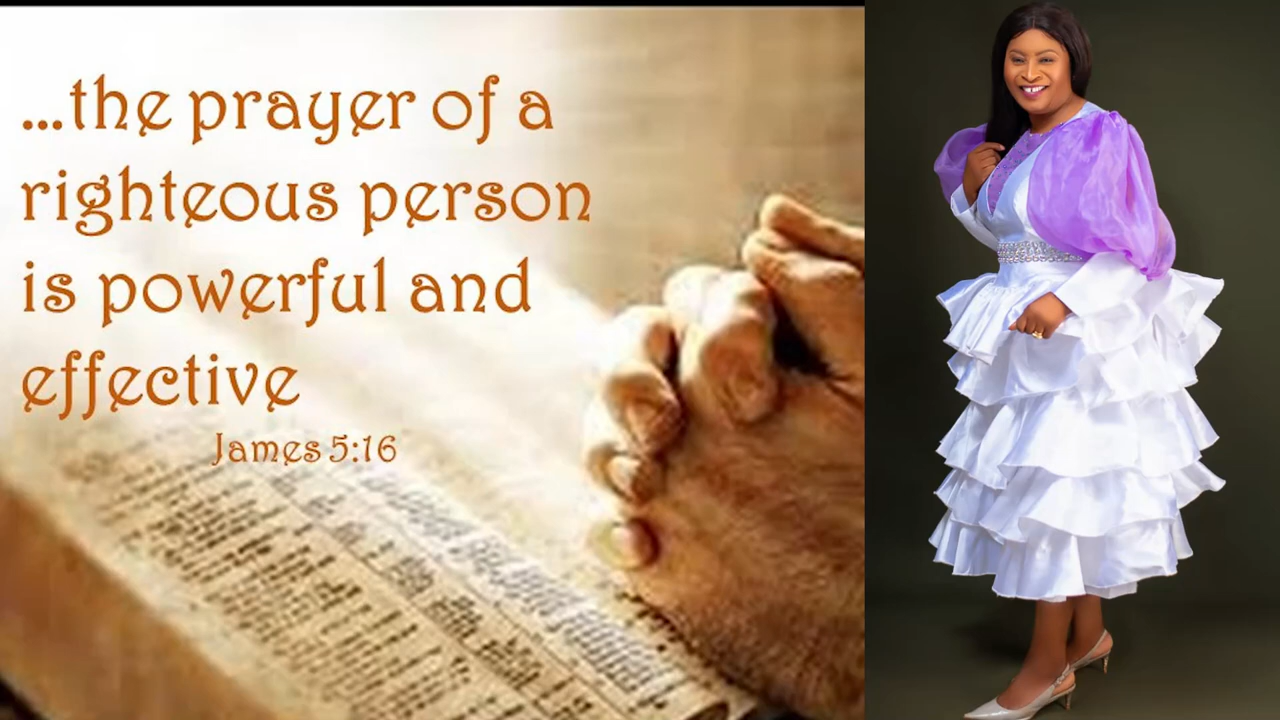 ...the prayer of a
righteous person
is powerful and
effective
James 5:16